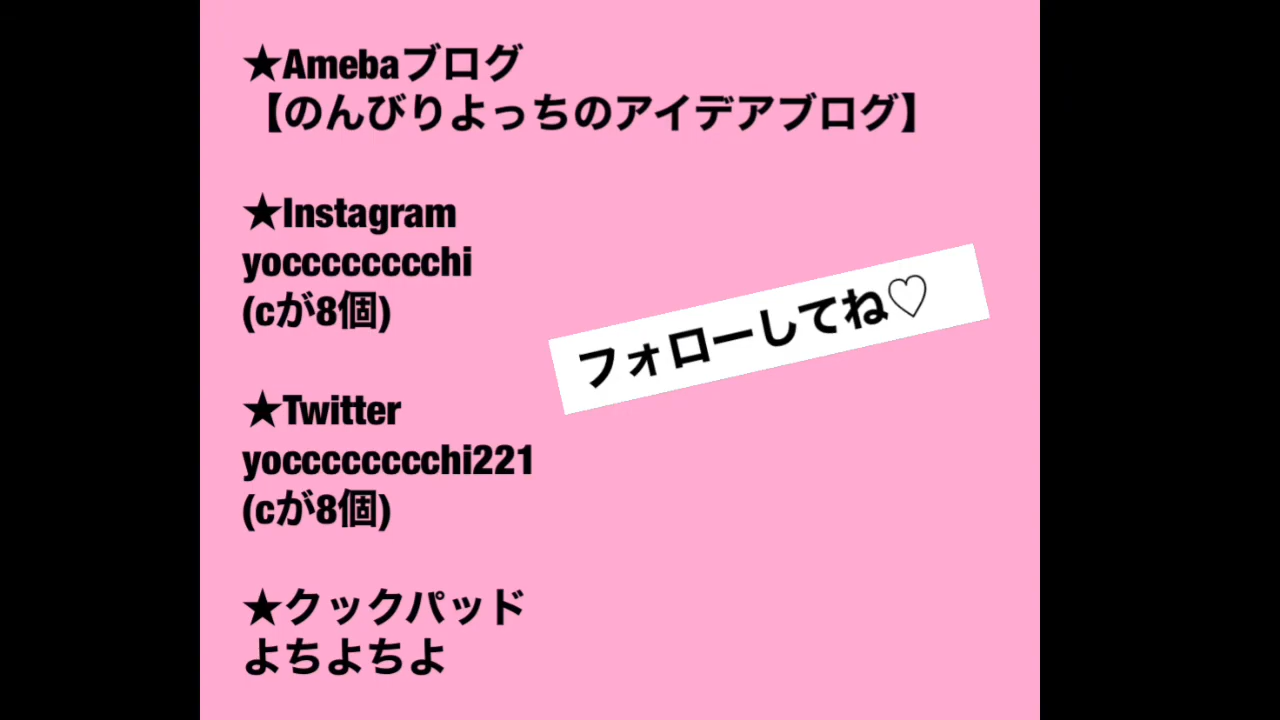 ★Amebaブログ
【のんびりよっちのアイデアブログ】
★Instagram
yocccccccchi
(cが8個)
フォローしてね♡
★Twitter
yocccccccchi221
(cが8個)
★クックパッド
よちよちよ